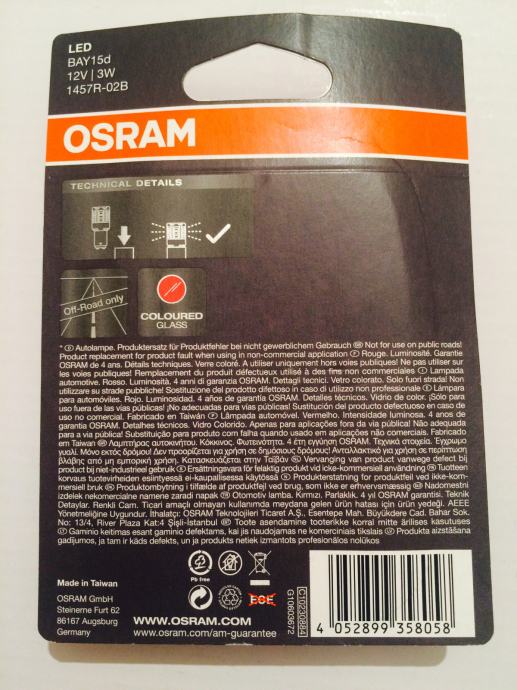 LED
BAY15d
12V | 3W
1457R-02B
OSRAM
TECHNICAL DETAILS
Off-Road only
COLOURED
GLASS
Autolampe. Produktersatz für Produktfehler bei nicht gewerblichem Gebrauch Not for use on public roads!
Product replacement for product fault when using in non-commercial application Rouge. Luminosité. Garantie
OSRAM de 4 ans. Détails techniques. Verre coloré. A utiliser uniquement hors voies publiques! Ne pas utiliser sur
les voies publiques! Remplacement du produit défectueux utilisé à des fins non commerciales Lampada
automotive. Rosso. Luminosità. 4 anni di garanzia OSRAM. Dettagli tecnici. Vetro colorato. Solo fuori strada! Non
utilizzare su strade pubbliche! Sostituzione del prodotto difettoso in caso di uso non professionale Lámpara
para automóviles. Rojo. Luminosidad. 4 años de garantía OSRAM. Detalles técnicos. Vidrio de color. ¡Sólo para
uso fuera de las vías públicas! ¡No adecuadas para vías públicas! Sustitución del producto defectuoso en caso de
uso no comercial. Fabricado en Taiwán Lâmpada automóvel. Vermelho. Intensidade luminosa. 4 anos de
garantia OSRAM. Detalhes técnicos. Vidro Colorido. Apenas para aplicações fora da via pública! Não adequada
para a via pública! Substituição para produto com falha quando usado em aplicações não comerciais. Fabricado
em Taiwan Λαμπτήρας αυτοκινήτου. Κόκκινος. Φωτεινότητα. 4 έτη εγγύηση OSRAM. Τεχνικά στοιχεία. Έγχρωμο
γυαλί. Μόνο εκτός δρόμου! Δεν προορίζεται για χρήση σε δημόσιους δρόμους! Ανταλλακτικό για χρήση σε περίπτωση
βλάβης από μη εμπορική χρήση. Κατασκευάζεται στην Ταϊβάν Vervanging van product vanwege defect bij
product bij niet-industrieel gebruik Ersättningsvara för felaktig produkt vid icke-kommersiell användning Tuotteen
korvaus tuotevirheiden esiintyessä ei-kaupallisessa käytössä Produkterstatning for produktfeil ved ikke-kommersiell
bruk Produktombytning i tilfælde af produktfejl ved brug, som ikke er erhvervsmæssig Nadomestni
izdelek nekomercialne namene zaradi napak Otomotiv lamba. Kırmızı. Parlaklık. 4 yıl OSRAM garantisi. Teknik
Detaylar. Renkli Cam. Ticari amaçlı olmayan kullanımda meydana gelen ürün hatası için ürün yedeği. AEEE
Yönetmeliğine Uygundur. İthalatçı: OSRAM Teknolojileri Ticaret A.Ş., Esentepe Mah. Büyükdere Cad. Bahar Sok.
No: 13/4, River Plaza Kat:4 Şişli-İstanbul Toote asendamine tooterikke korral mitte ärilises kasutuses
Gaminio keitimas esant gaminio defektams, kai jis naudojamas ne komerciniais tikslais Produkta aizstāšana
gadījumos, ja tam ir kāds defekts, un ja produkts netiek izmantots profesionālos nolūkos
Made in Taiwan
OSRAM GmbH
Steinerne Furt 62
86167 Augsburg
Germany
Pb free
ECE
WWW.OSRAM.COM
www.osram.com/am-guarantee
G10603672
C10230884
4 052899 358058